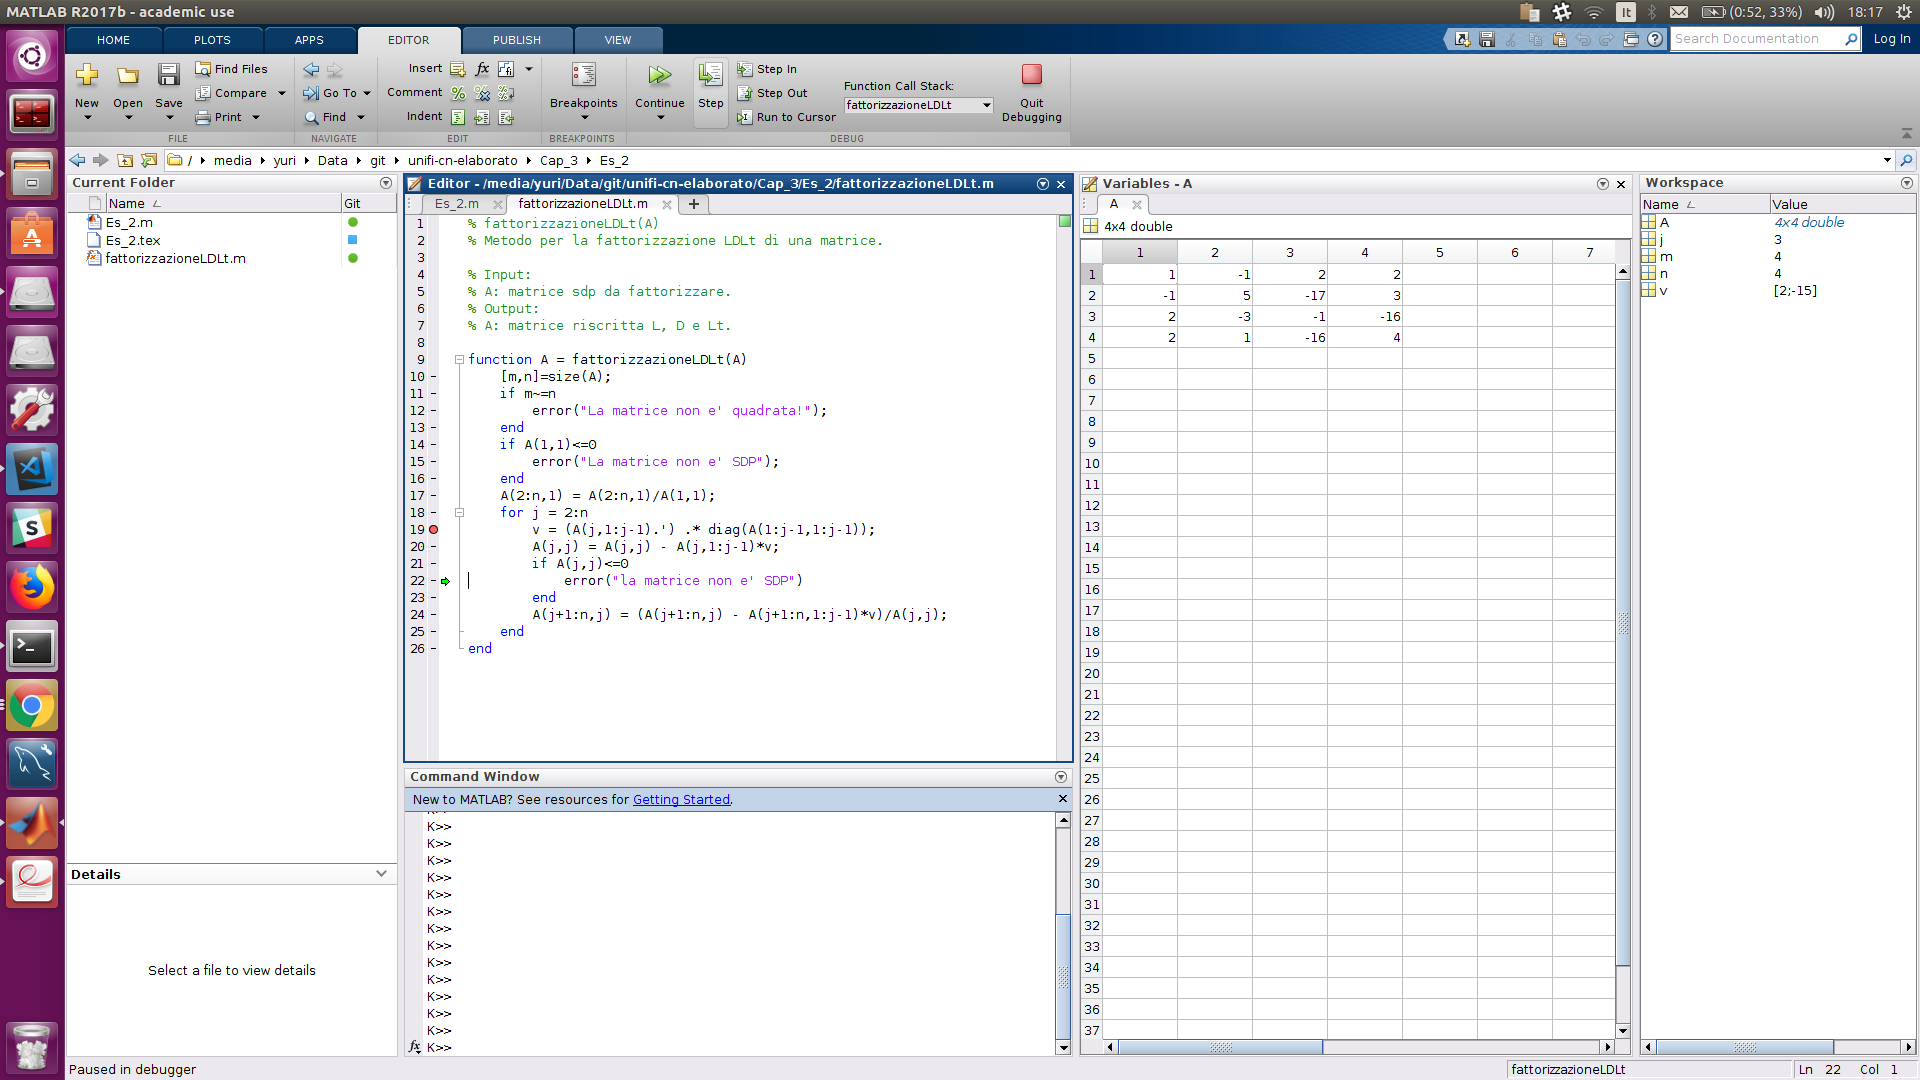 MATLAB R2017b - academic use
It
(0:52, 33%)
18:17
HOME
PLOTS
APPS
EDITOR
PUBLISH
VIEW
Search Documentation
Log In
New
Open
Save
Find Files
Compare
Print
FILE
Go To
Find
NAVIGATE
Insert
fx
Comment
Indent
EDIT
Breakpoints
BREAKPOINTS
Continue
Step
Step In
Step Out
Run to Cursor
Function Call Stack:
fattorizzazioneLDLt
Quit Debugging
DEBUG
/ media yuri Data git unifi-cn-elaborato Cap_3 Es_2
Current Folder
Name
Git
Es_2.m
Es_2.tex
fattorizzazioneLDLt.m
Details
Select a file to view details
Editor - /media/yuri/Data/git/unifi-cn-elaborato/Cap_3/Es_2/fattorizzazioneLDLt.m
Es_2.m
fattorizzazioneLDLt.m
1 % fattorizzazioneLDLt(A)
2 % Metodo per la fattorizzazione LDLt di una matrice.
3
4 % Input:
5 % A: matrice sdp da fattorizzare.
6 % Output:
7 % A: matrice riscritta L, D e Lt.
8
9 function A = fattorizzazioneLDLt(A)
10 - [m,n]=size(A);
11 - if m~=n
12 - error("La matrice non e' quadrata!");
13 - end
14 - if A(1,1)<=0
15 - error("La matrice non e' SDP");
16 - end
17 - A(2:n,1) = A(2:n,1)/A(1,1);
18 - for j = 2:n
19 - v = (A(j,1:j-1).') .* diag(A(1:j-1,1:j-1));
20 - A(j,j) = A(j,j) - A(j,1:j-1)*v;
21 - if A(j,j)<=0
22 - error("la matrice non e' SDP")
23 - end
24 - A(j+1:n,j) = (A(j+1:n,j) - A(j+1:n,1:j-1)*v)/A(j,j);
25 - end
26 - end
Command Window
New to MATLAB? See resources for Getting Started.
K>>
K>>
K>>
K>>
K>>
K>>
K>>
K>>
K>>
K>>
K>>
K>>
K>>
fx K>>
Variables - A
A
4x4 double
1 2 3 4 5 6 7
1 1 -1 2 2
2 -1 5 -17 3
3 2 -3 -1 -16
4 2 1 -16 4
5
6
7
8
9
10
11
12
13
14
15
16
17
18
19
20
21
22
23
24
25
26
27
28
29
30
31
32
33
34
35
36
37
Workspace
Name Value
A 4x4 double
j 3
m 4
n 4
v [2;-15]
Paused in debugger
fattorizzazioneLDLt
Ln 22 Col 1